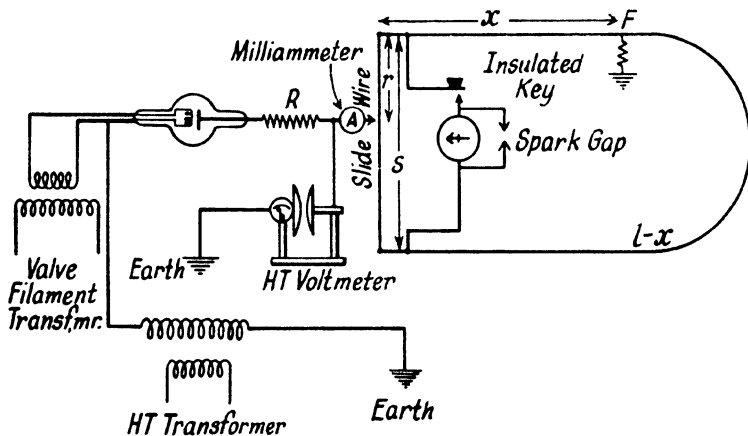 x
F
Milliammeter
R
A
Slide Wire
r
S
Insulated
Key
Spark Gap
l-x
Earth
HT Voltmeter
Valve
Filament
Transf,mr.
HT Transformer
Earth